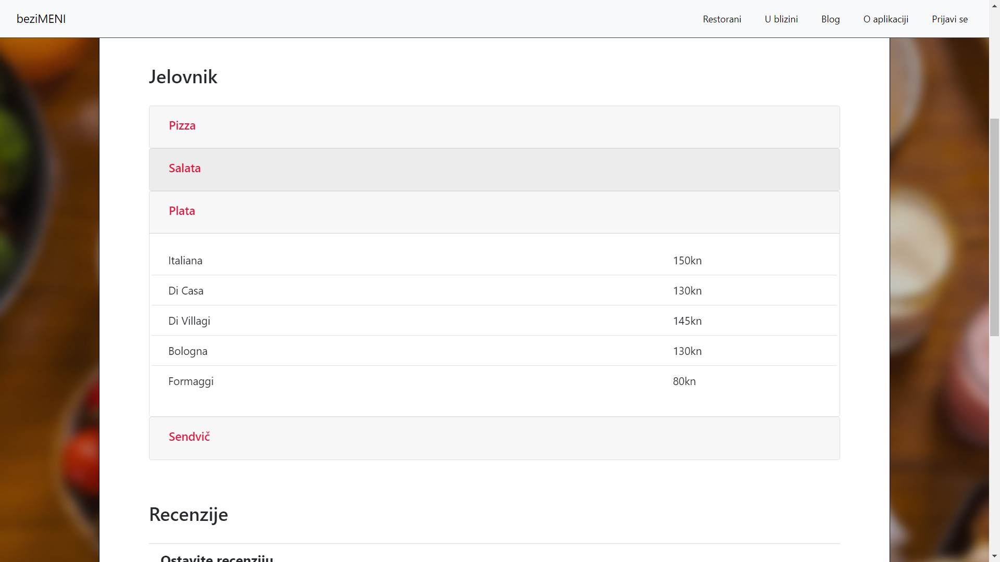 beziMENI Restorani U blizini Blog O aplikaciji Prijavi se
Jelovnik
Pizza
Salata
Plata
Italiana 150kn
Di Casa 130kn
Di Villagi 145kn
Bologna 130kn
Formaggi 80kn
Sendvič
Recenzije
Ostavite recenziju